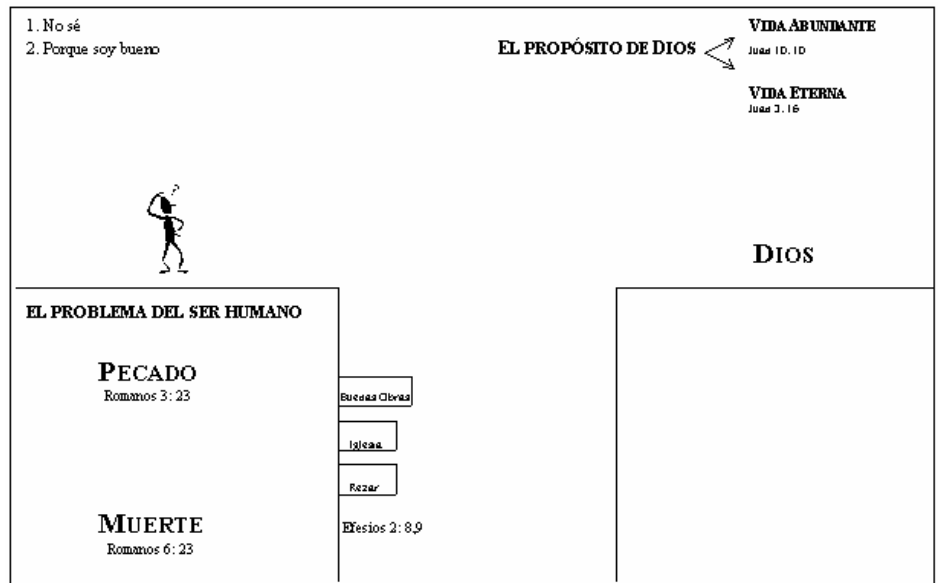 1. No sé
2. Porque soy bueno
EL PROPÓSITO DE DIOS
VIDA ABUNDANTE
Juan 10. 10
VIDA ETERNA
Juan 3. 16
?
DIOS
EL PROBLEMA DEL SER HUMANO
PECADO
Romanos 3: 23
Buenas Obras
Iglesia
Rezar
MUERTE
Romanos 6: 23
Efesios 2: 8,9